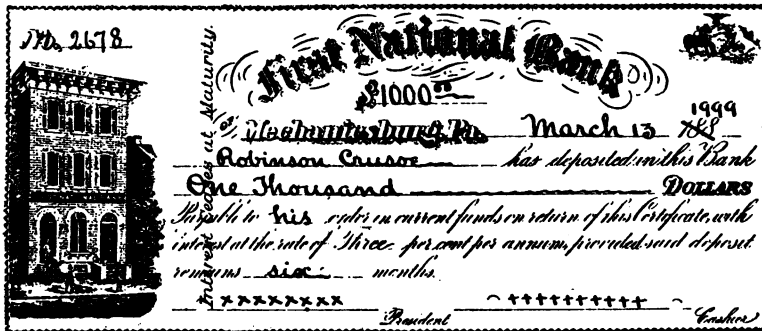 No. 2678
First National Bank
$1000.00
of Mechanicsburg, Pa. March 13 1999 188
Robinson Crusoe has deposited in this Bank
One Thousand DOLLARS
Payable to his order in current funds on return of this Certificate, with
interest at the rate of Three per cent per annum, provided said deposit
remains six months.
xxxxxxxxx ++++++++++
President Cashier
Interest ceases at Maturity.